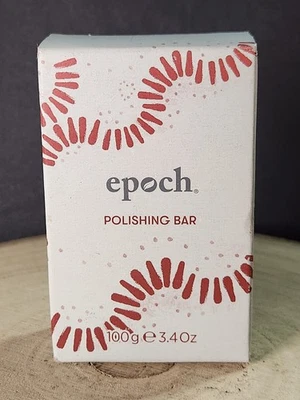 epoch®
POLISHING BAR
100g ℮ 3.4Oz